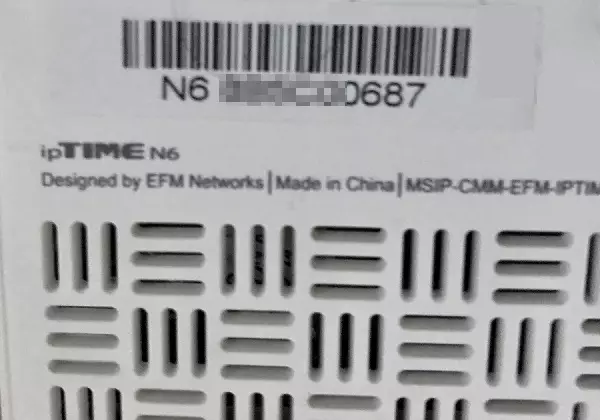 N6 0687
ipTIME N6
Designed by EFM Networks | Made in China | MSIP-CMM-EFM-IPTIM